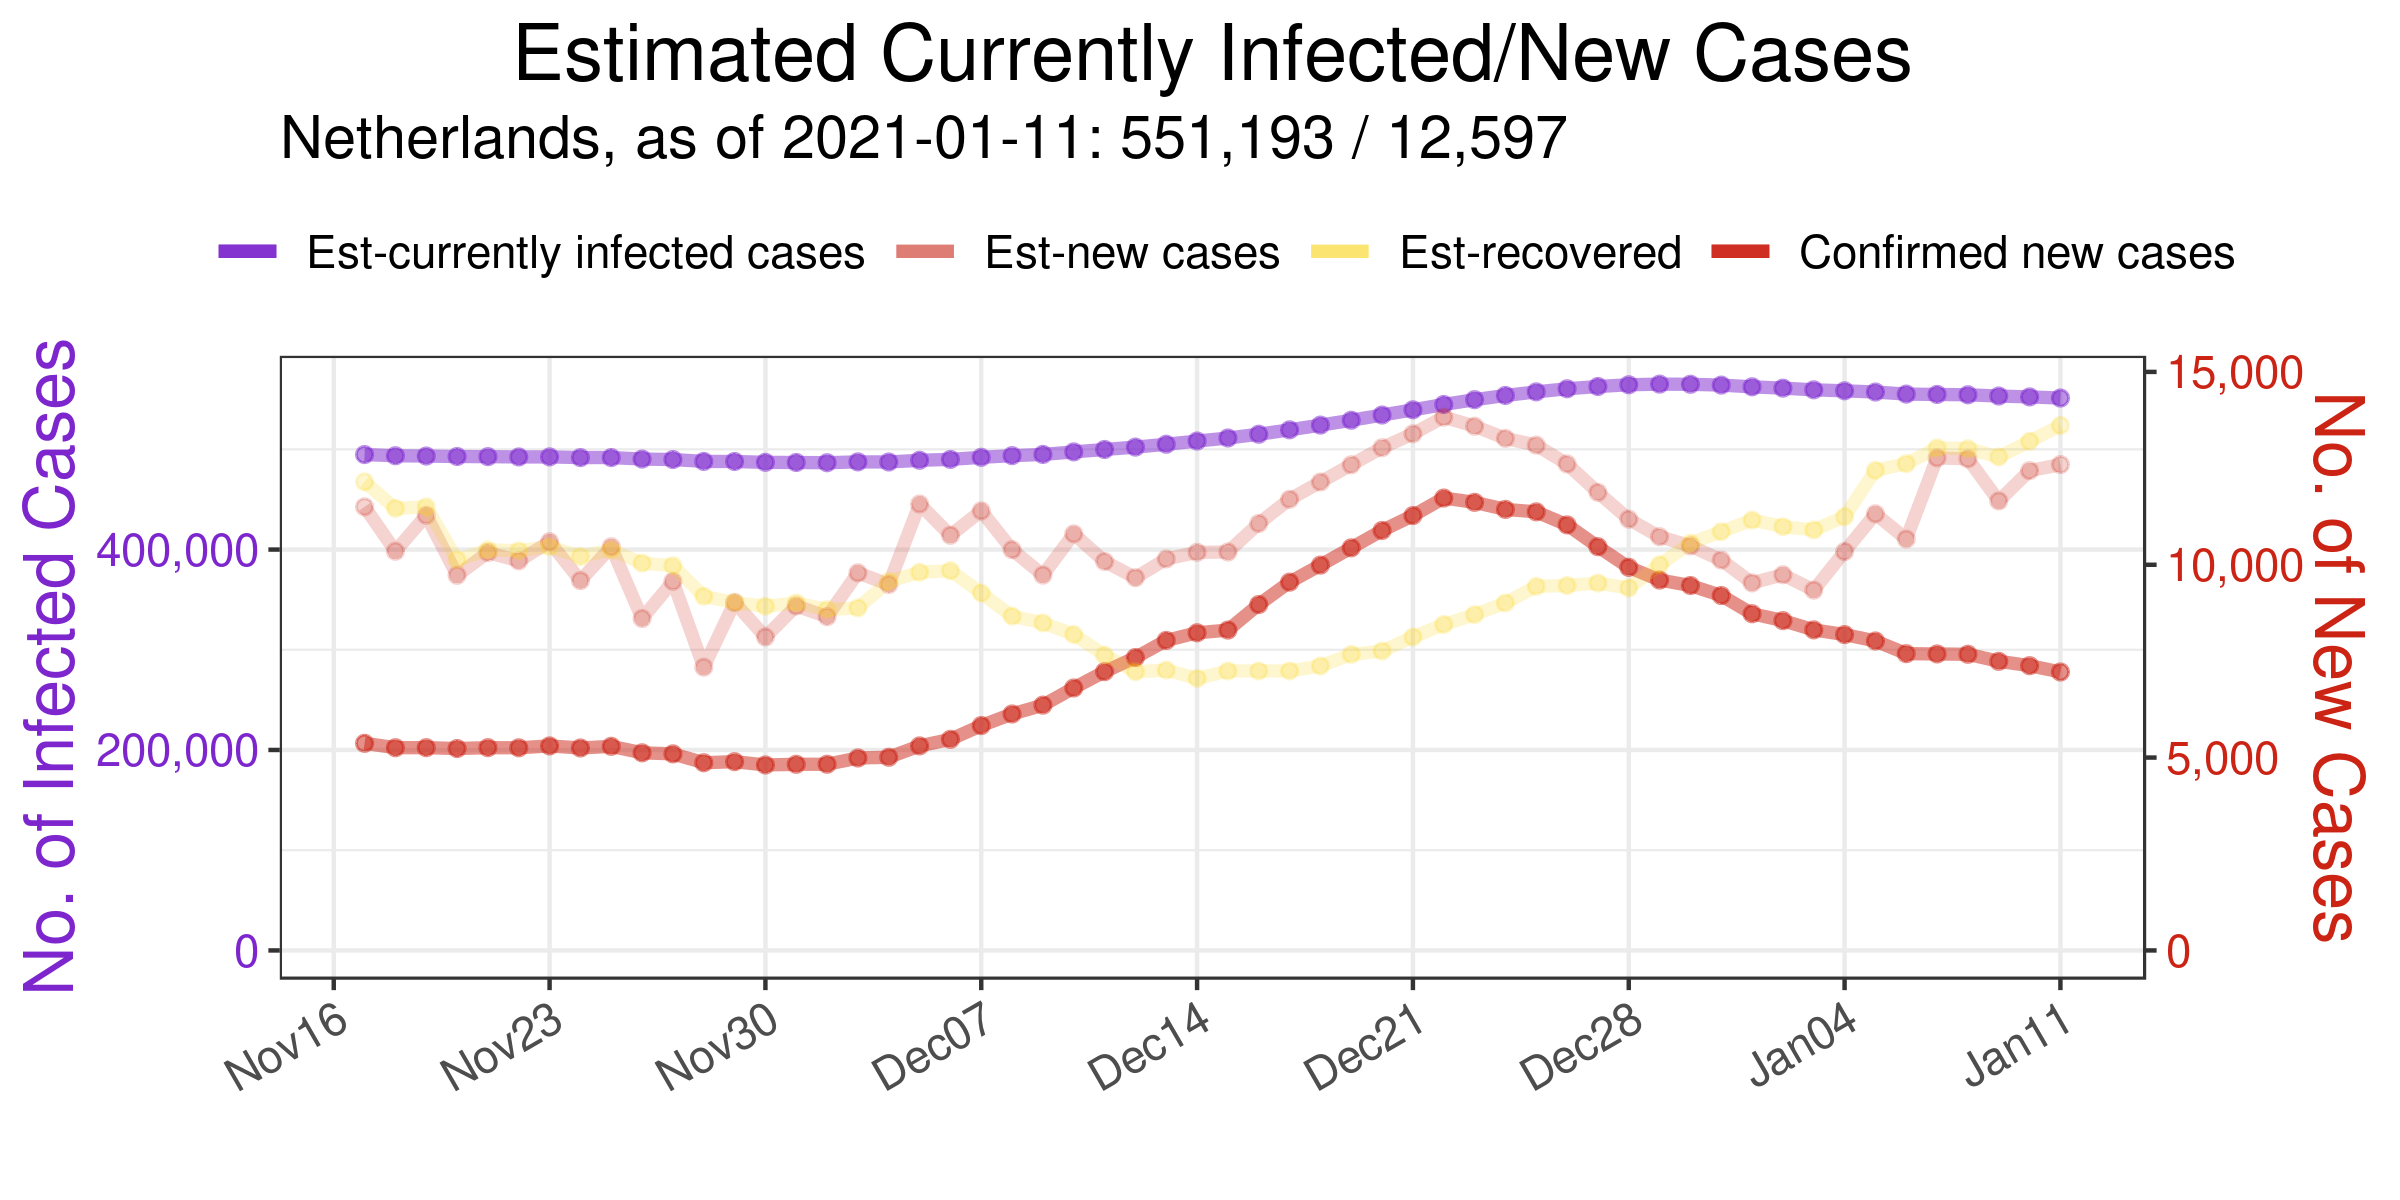 Estimated Currently Infected/New Cases
Netherlands, as of 2021-01-11: 551,193 / 12,597
Est-currently infected cases Est-new cases Est-recovered Confirmed new cases
No. of Infected Cases
400,000
200,000
0
15,000
10,000
5,000
0
No. of New Cases
Nov16 Nov23 Nov30 Dec07 Dec14 Dec21 Dec28 Jan04 Jan11